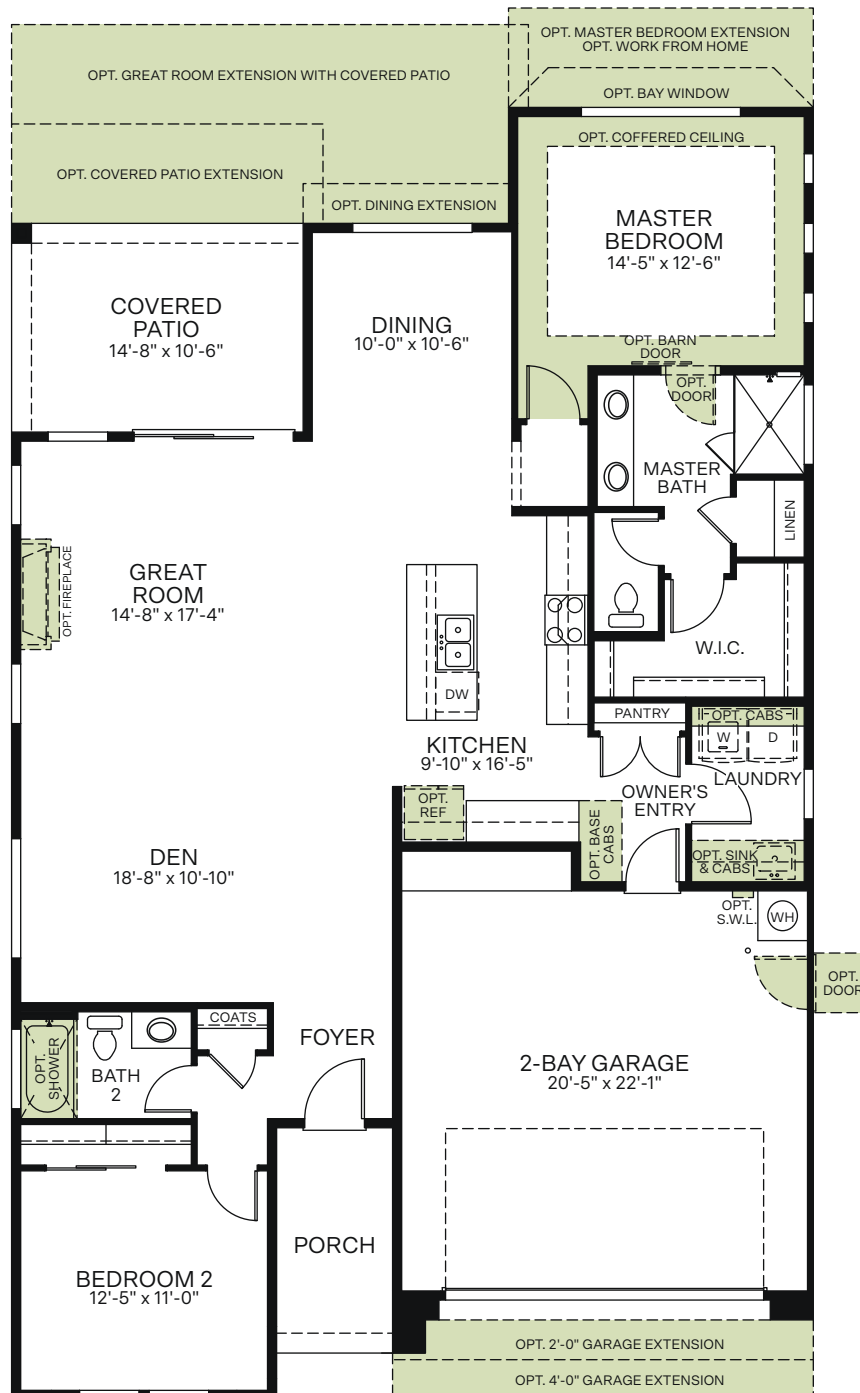 OPT. MASTER BEDROOM EXTENSION
OPT. WORK FROM HOME
OPT. GREAT ROOM EXTENSION WITH COVERED PATIO
OPT. BAY WINDOW
OPT. COFFERED CEILING
OPT. COVERED PATIO EXTENSION
OPT. DINING EXTENSION
MASTER
BEDROOM
14'-5" x 12'-6"
COVERED
PATIO
14'-8" x 10'-6"
DINING
10'-0" x 10'-6"
OPT. BARN
DOOR
OPT.
DOOR
MASTER
BATH
LINEN
GREAT
ROOM
14'-8" x 17'-4"
OPT. FIREPLACE
W.I.C.
DW
PANTRY
OPT. CABS
W
D
KITCHEN
9'-10" x 16'-5"
LAUNDRY
OWNER'S
ENTRY
OPT.
REF
OPT. BASE
CABS
OPT. SINK
& CABS
DEN
18'-8" x 10'-10"
OPT.
S.W.L.
WH
OPT.
DOOR
COATS
FOYER
OPT.
SHOWER
BATH
2
2-BAY GARAGE
20'-5" x 22'-1"
PORCH
BEDROOM 2
12'-5" x 11'-0"
OPT. 2'-0" GARAGE EXTENSION
OPT. 4'-0" GARAGE EXTENSION